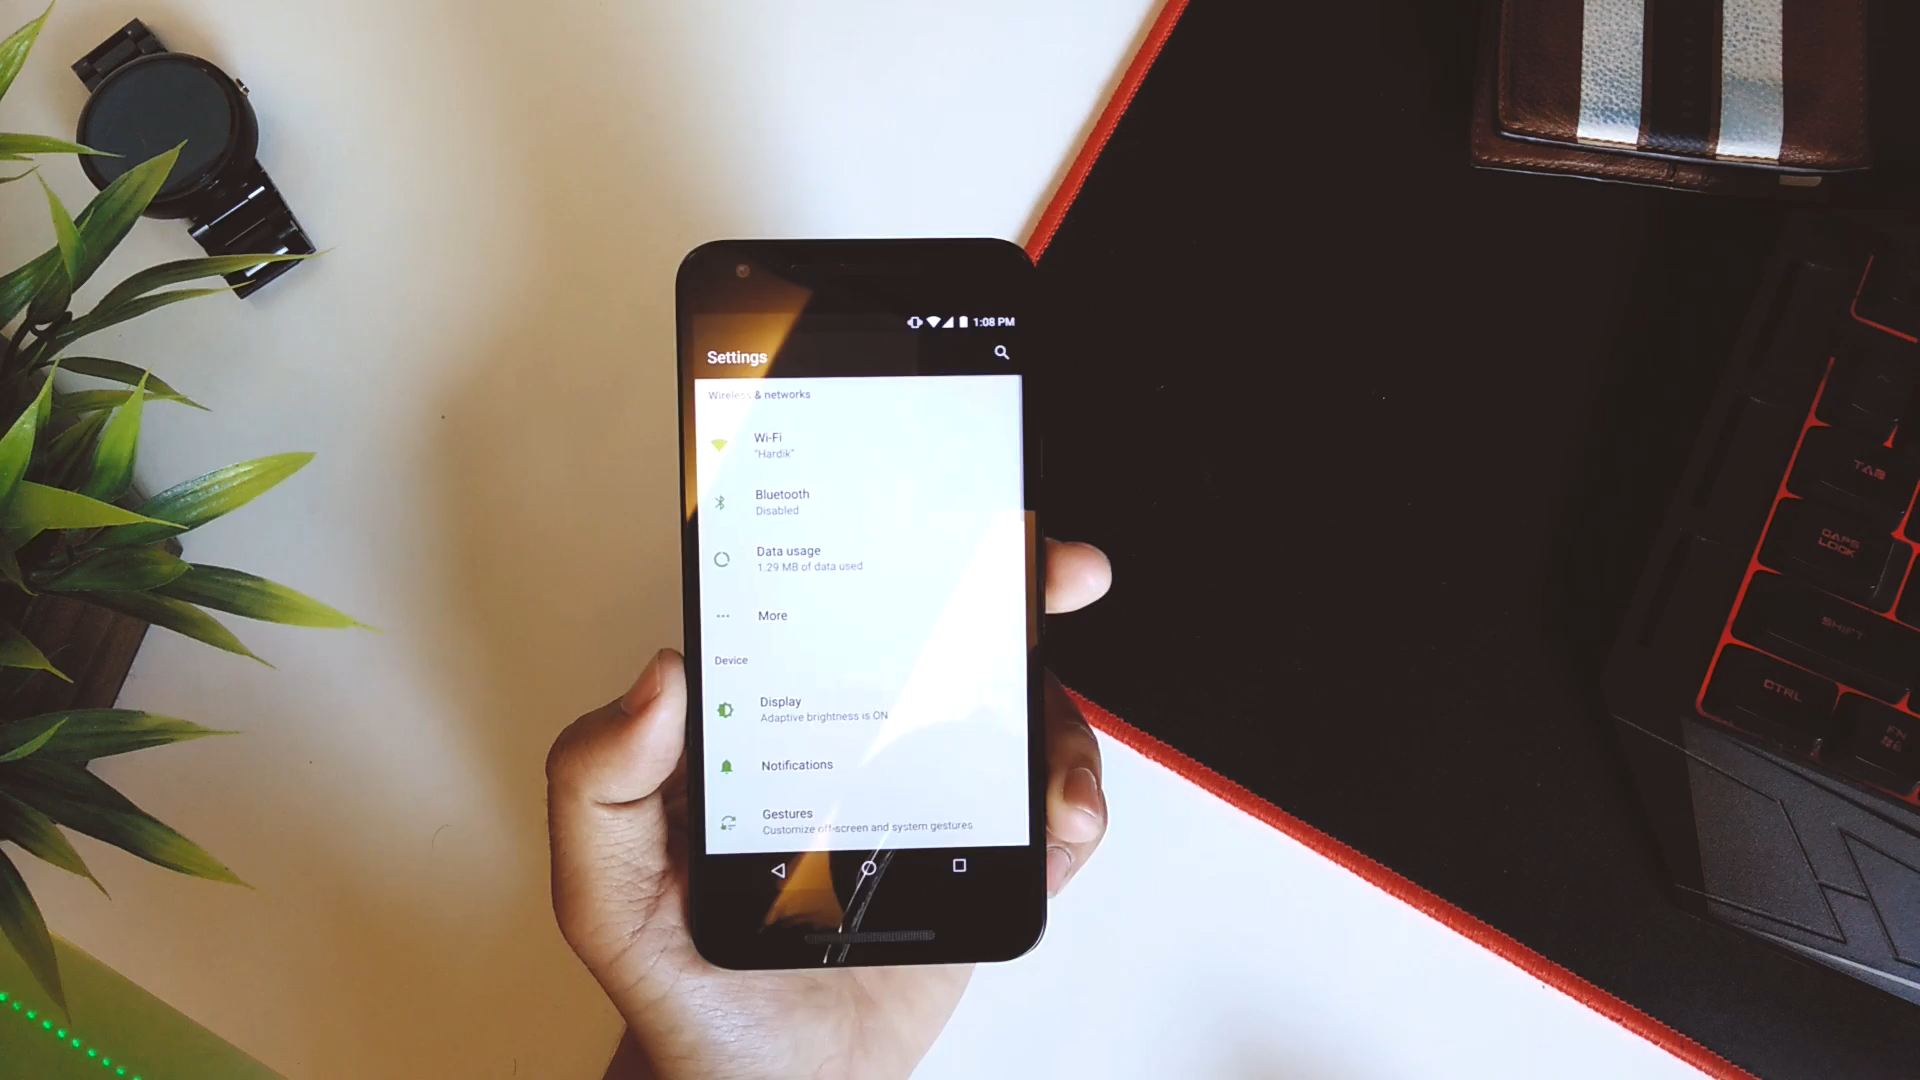 1:08 PM
Settings
Wireless & networks
Wi-Fi
"Hardik"
Bluetooth
Disabled
Data usage
1.29 MB of data used
More
Device
Display
Adaptive brightness is ON
Notifications
Gestures
Customize off-screen and system gestures
TAB
CAPS
LOCK
SHIFT
CTRL
FN